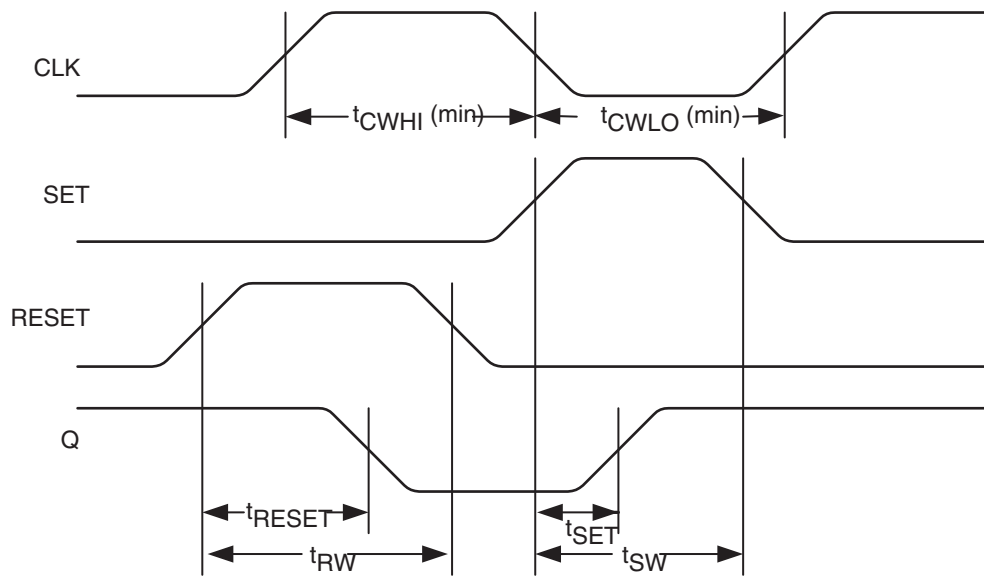 CLK
tCWHI (min)
tCWLO (min)
SET
RESET
Q
tRESET
tSET
tRW
tSW